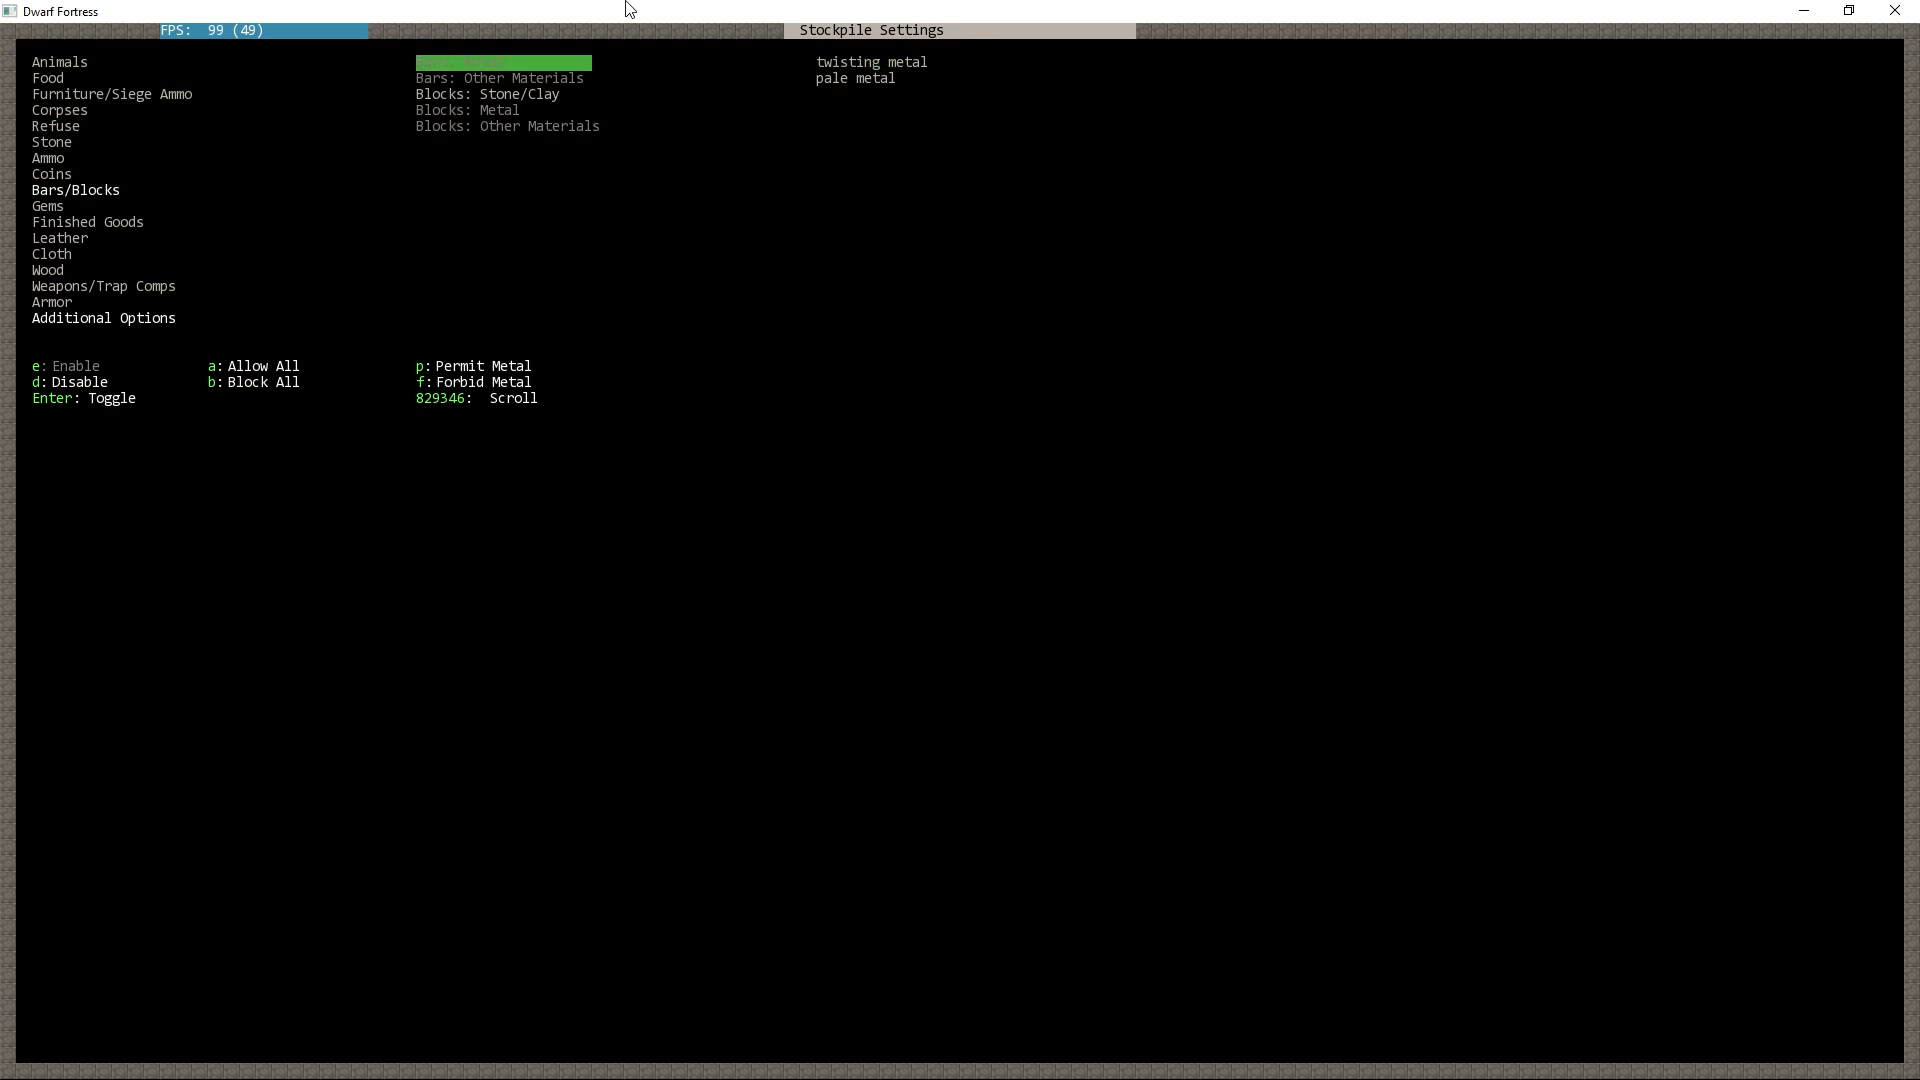 Dwarf Fortress
FPS: 99 (49)
Stockpile Settings
Animals
Food
Furniture/Siege Ammo
Corpses
Refuse
Stone
Ammo
Coins
Bars/Blocks
Gems
Finished Goods
Leather
Cloth
Wood
Weapons/Trap Comps
Armor
Additional Options
Bars: Other Materials
Blocks: Stone/Clay
Blocks: Metal
Blocks: Other Materials
twisting metal
pale metal
e: Enable
d: Disable
Enter: Toggle
a: Allow All
b: Block All
p: Permit Metal
f: Forbid Metal
829346: Scroll